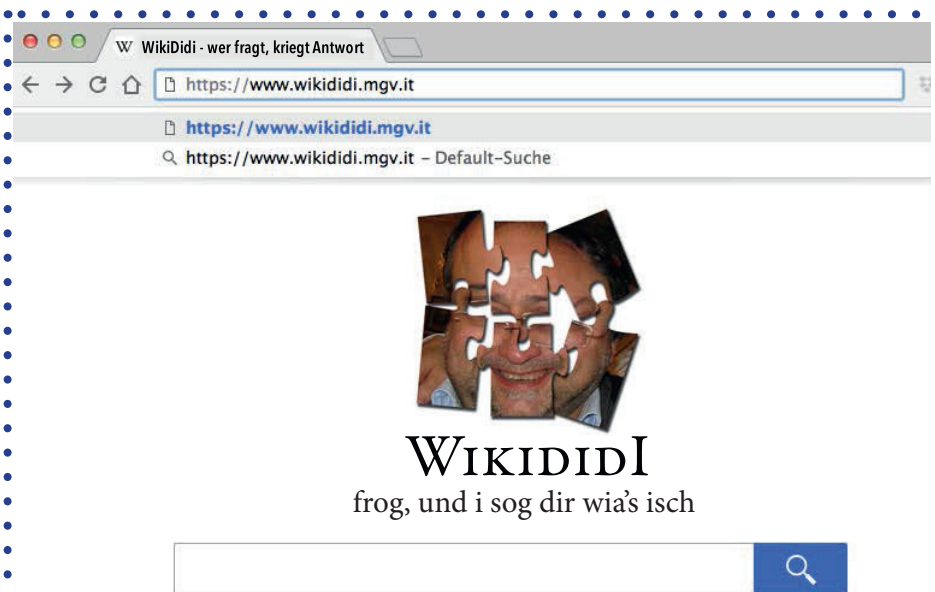 W WikiDidi - wer fragt, kriegt Antwort
https://www.wikididi.mgv.it
https://www.wikididi.mgv.it
https://www.wikididi.mgv.it – Default-Suche
WIKIDIDI
frog, und i sog dir wia's isch